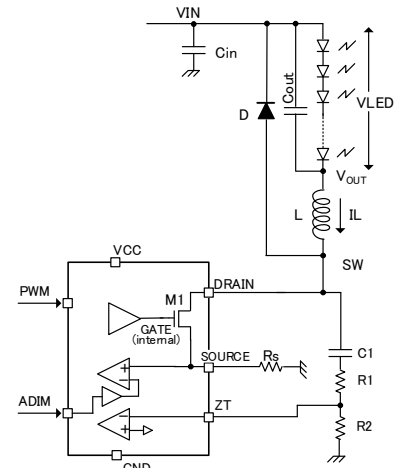 VIN
Cin
D
Cout
VLED
VOUT
L
IL
VCC
SW
PWM
DRAIN
M1
GATE
(internal)
SOURCE
Rs
C1
R1
ADIM
ZT
R2
GND